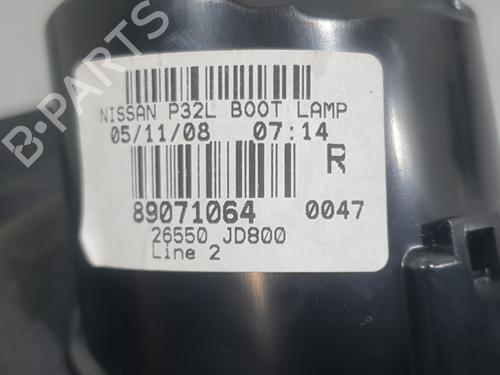 B-PARTS
NISSAN P32L BOOT LAMP
05/11/08 07:14
R
89071064 0047
26550 JD800
Line 2